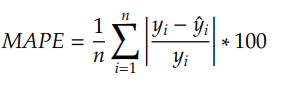 MAPE = \frac{1}{n} \sum_{i=1}^{n} \left| \frac{y_i - \hat{y}_i}{y_i} \right| * 100